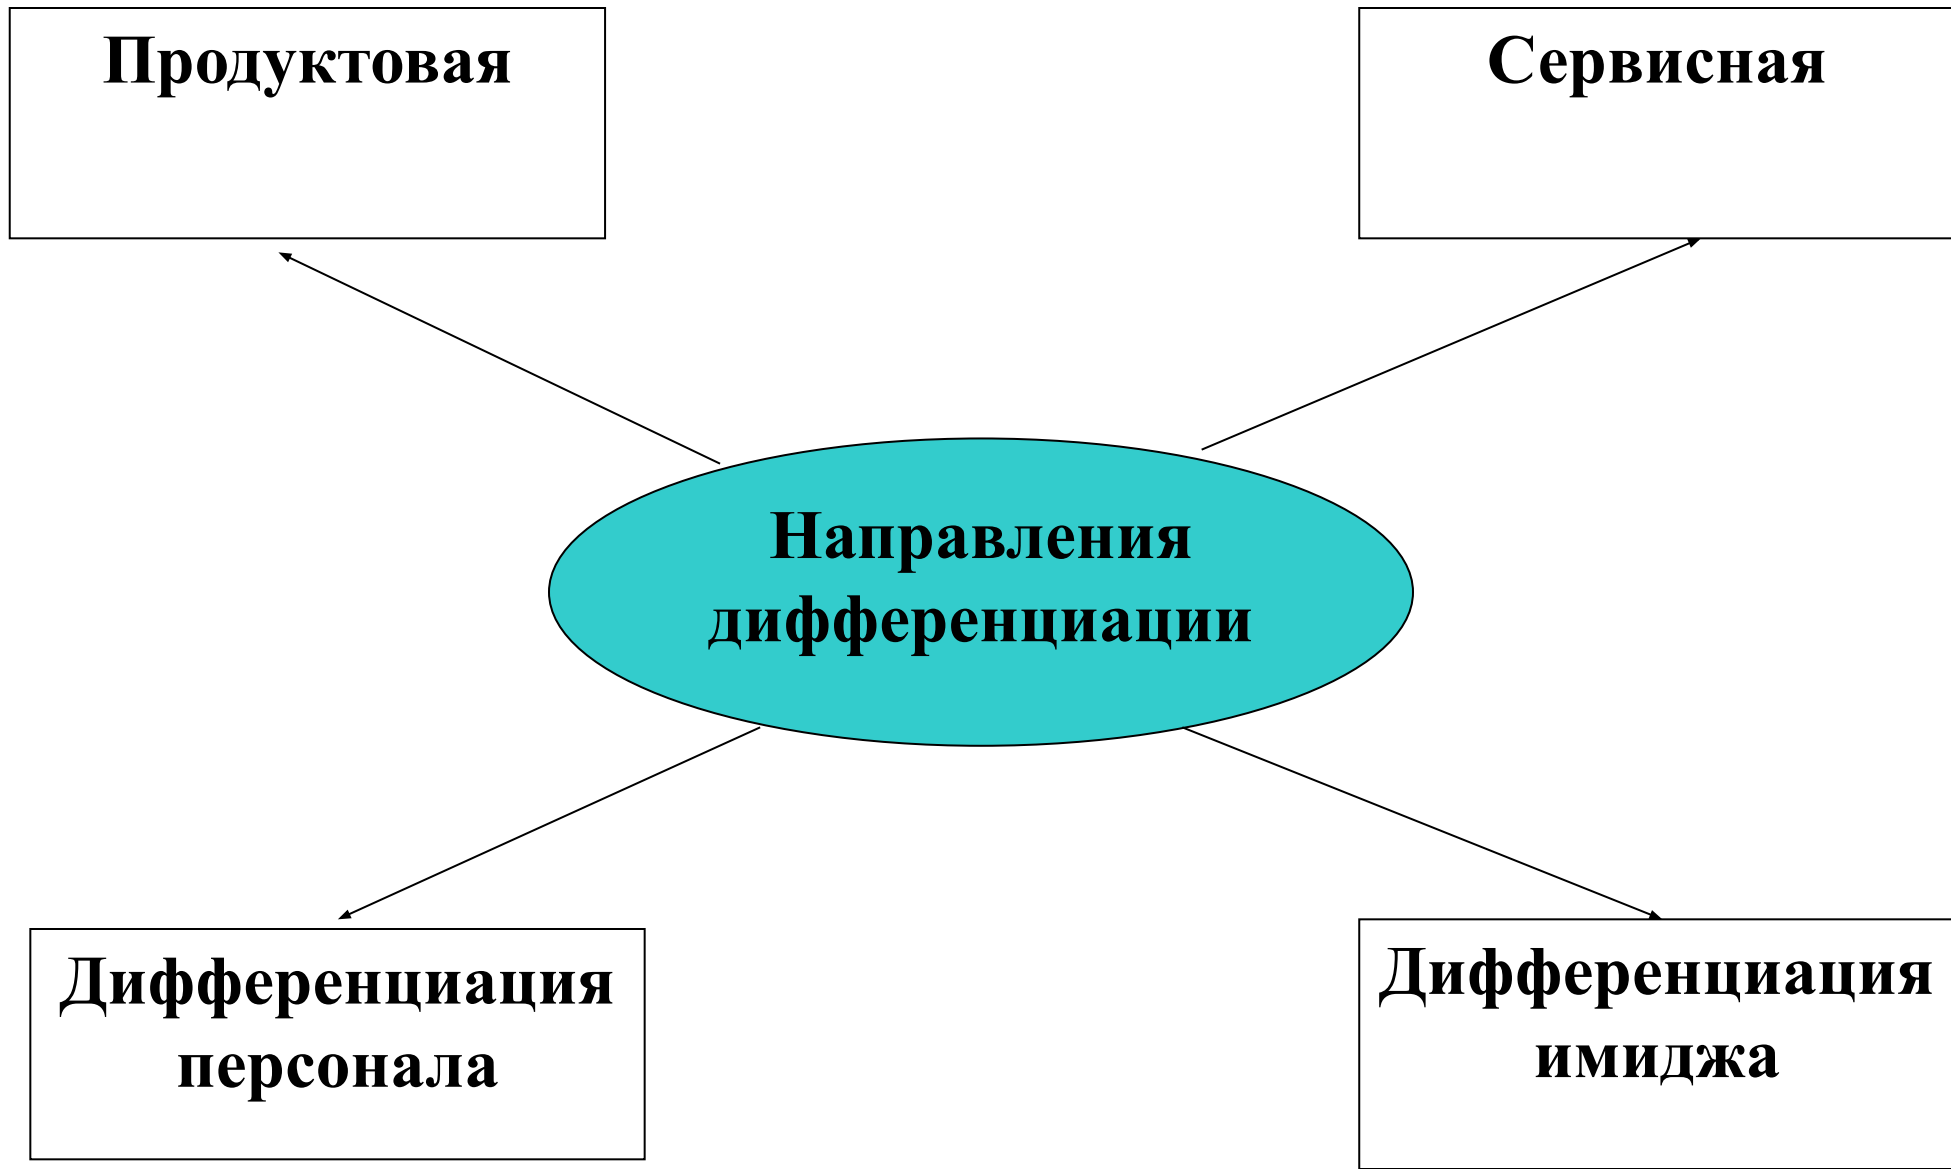 Продуктовая
Сервисная
Направления
дифференциации
Дифференциация
персонала
Дифференциация
имиджа